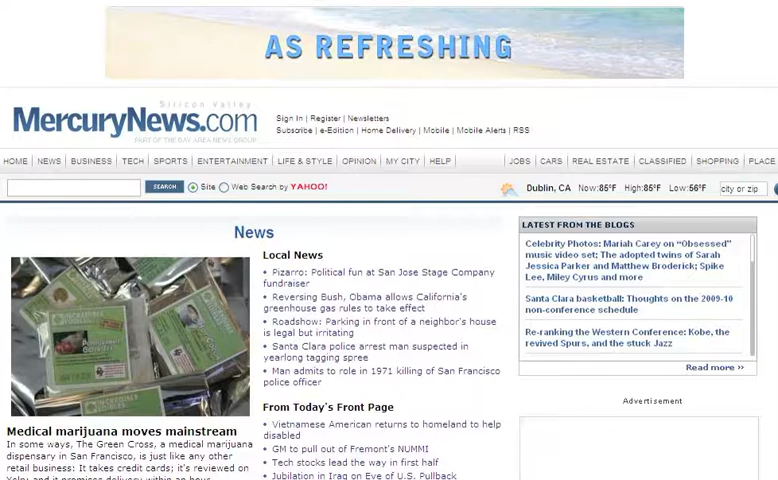 AS REFRESHING
Silicon Valley
MercuryNews.com
PART OF THE BAY AREA NEWS GROUP
Sign In | Register | Newsletters
Subscribe | e-Edition | Home Delivery | Mobile | Mobile Alerts | RSS
HOME | NEWS | BUSINESS | TECH | SPORTS | ENTERTAINMENT | LIFE & STYLE | OPINION | MY CITY | HELP | JOBS | CARS | REAL ESTATE | CLASSIFIED | SHOPPING | PLACE
SEARCH Site Web Search by YAHOO! Dublin, CA Now:85°F High:85°F Low:56°F city or zip
News
Medical marijuana moves mainstream
In some ways, The Green Cross, a medical marijuana
dispensary in San Francisco, is just like any other
retail business: It takes credit cards; it's reviewed on
Yelp; and it promises delivery within an hour
Local News
• Pizarro: Political fun at San Jose Stage Company
fundraiser
• Reversing Bush, Obama allows California's
greenhouse gas rules to take effect
• Roadshow: Parking in front of a neighbor's house
is legal but irritating
• Santa Clara police arrest man suspected in
yearlong tagging spree
• Man admits to role in 1971 killing of San Francisco
police officer
From Today's Front Page
• Vietnamese American returns to homeland to help
disabled
• GM to pull out of Fremont's NUMMI
• Tech stocks lead the way in first half
• Jubilation in Iraq on Eve of U.S. Pullback
LATEST FROM THE BLOGS
Celebrity Photos: Mariah Carey on "Obsessed"
music video set; The adopted twins of Sarah
Jessica Parker and Matthew Broderick; Spike
Lee, Miley Cyrus and more
Santa Clara basketball: Thoughts on the 2009-10
non-conference schedule
Re-ranking the Western Conference: Kobe, the
revived Spurs, and the stuck Jazz
Read more »
Advertisement